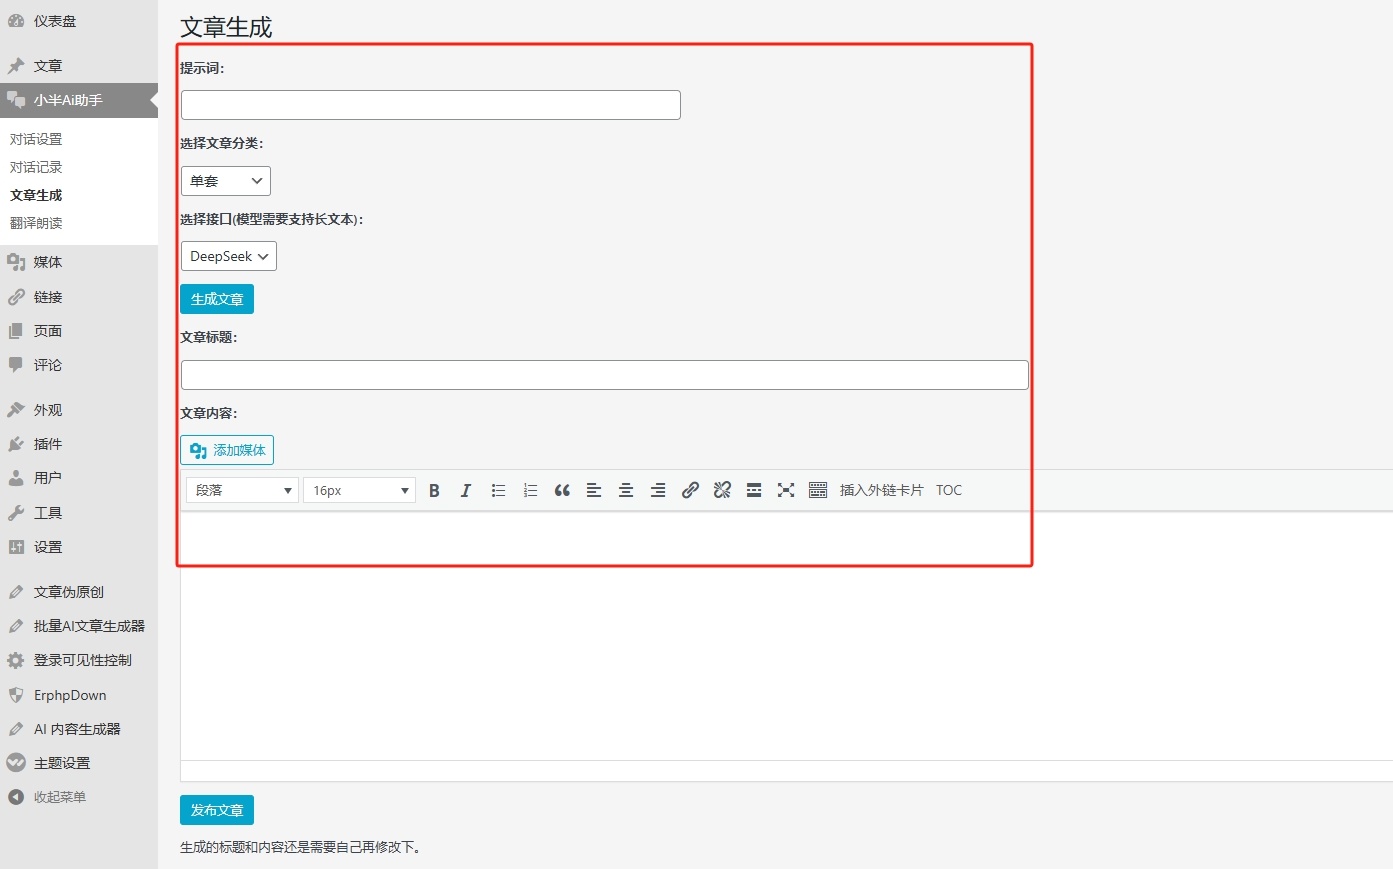 仪表盘
文章
小半Ai助手
对话设置
对话记录
文章生成
翻译朗读
媒体
链接
页面
评论
外观
插件
用户
工具
设置
文章伪原创
批量AI文章生成器
登录可见性控制
ErphpDown
AI 内容生成器
主题设置
收起菜单
文章生成
提示词：
选择文章分类：
单套
选择接口(模型需要支持长文本)：
DeepSeek
生成文章
文章标题：
文章内容：
添加媒体
段落 16px B I 插入外链卡片 TOC
发布文章
生成的标题和内容还是需要自己再修改下。